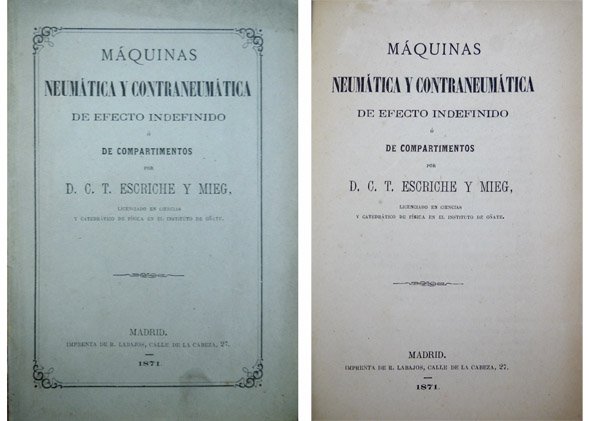 MÁQUINAS
NEUMÁTICA Y CONTRANEUMÁTICA
DE EFECTO INDEFINIDO
Ó
DE COMPARTIMENTOS
POR
D. C. T. ESCRICHE Y MIEG,
LICENCIADO EN CIENCIAS
Y CATEDRÁTICO DE FÍSICA EN EL INSTITUTO DE OÑATE.
MADRID.
IMPRENTA DE R. LABAJOS, CALLE DE LA CABEZA, 27.
1871.
MÁQUINAS
NEUMÁTICA Y CONTRANEUMÁTICA
DE EFECTO INDEFINIDO
Ó
DE COMPARTIMENTOS
POR
D. C. T. ESCRICHE Y MIEG,
LICENCIADO EN CIENCIAS
Y CATEDRÁTICO DE FÍSICA EN EL INSTITUTO DE OÑATE.
MADRID.
IMPRENTA DE R. LABAJOS, CALLE DE LA CABEZA, 27.
1871.